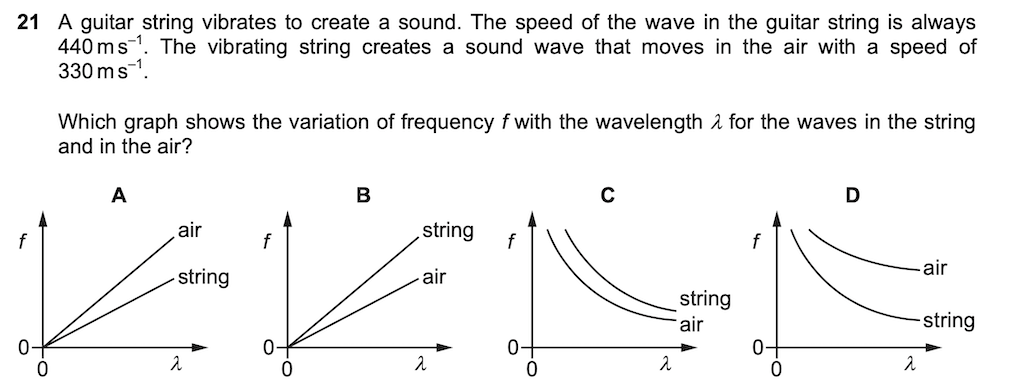 21 A guitar string vibrates to create a sound. The speed of the wave in the guitar string is always
440 m s⁻¹. The vibrating string creates a sound wave that moves in the air with a speed of
330 m s⁻¹.
Which graph shows the variation of frequency f with the wavelength λ for the waves in the string
and in the air?
A
f
air
string
0
0
λ
B
f
string
air
0
0
λ
C
f
string
air
0
0
λ
D
f
air
string
0
0
λ